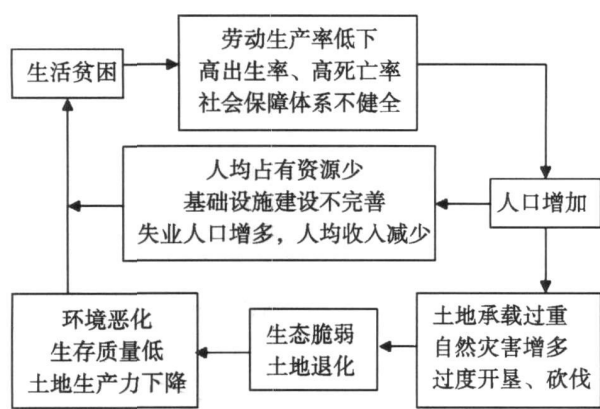 生活贫困
劳动生产率低下
高出生率、高死亡率
社会保障体系不健全
人均占有资源少
基础设施建设不完善
失业人口增多，人均收入减少
人口增加
环境恶化
生存质量低
土地生产力下降
生态脆弱
土地退化
土地承载过重
自然灾害增多
过度开垦、砍伐